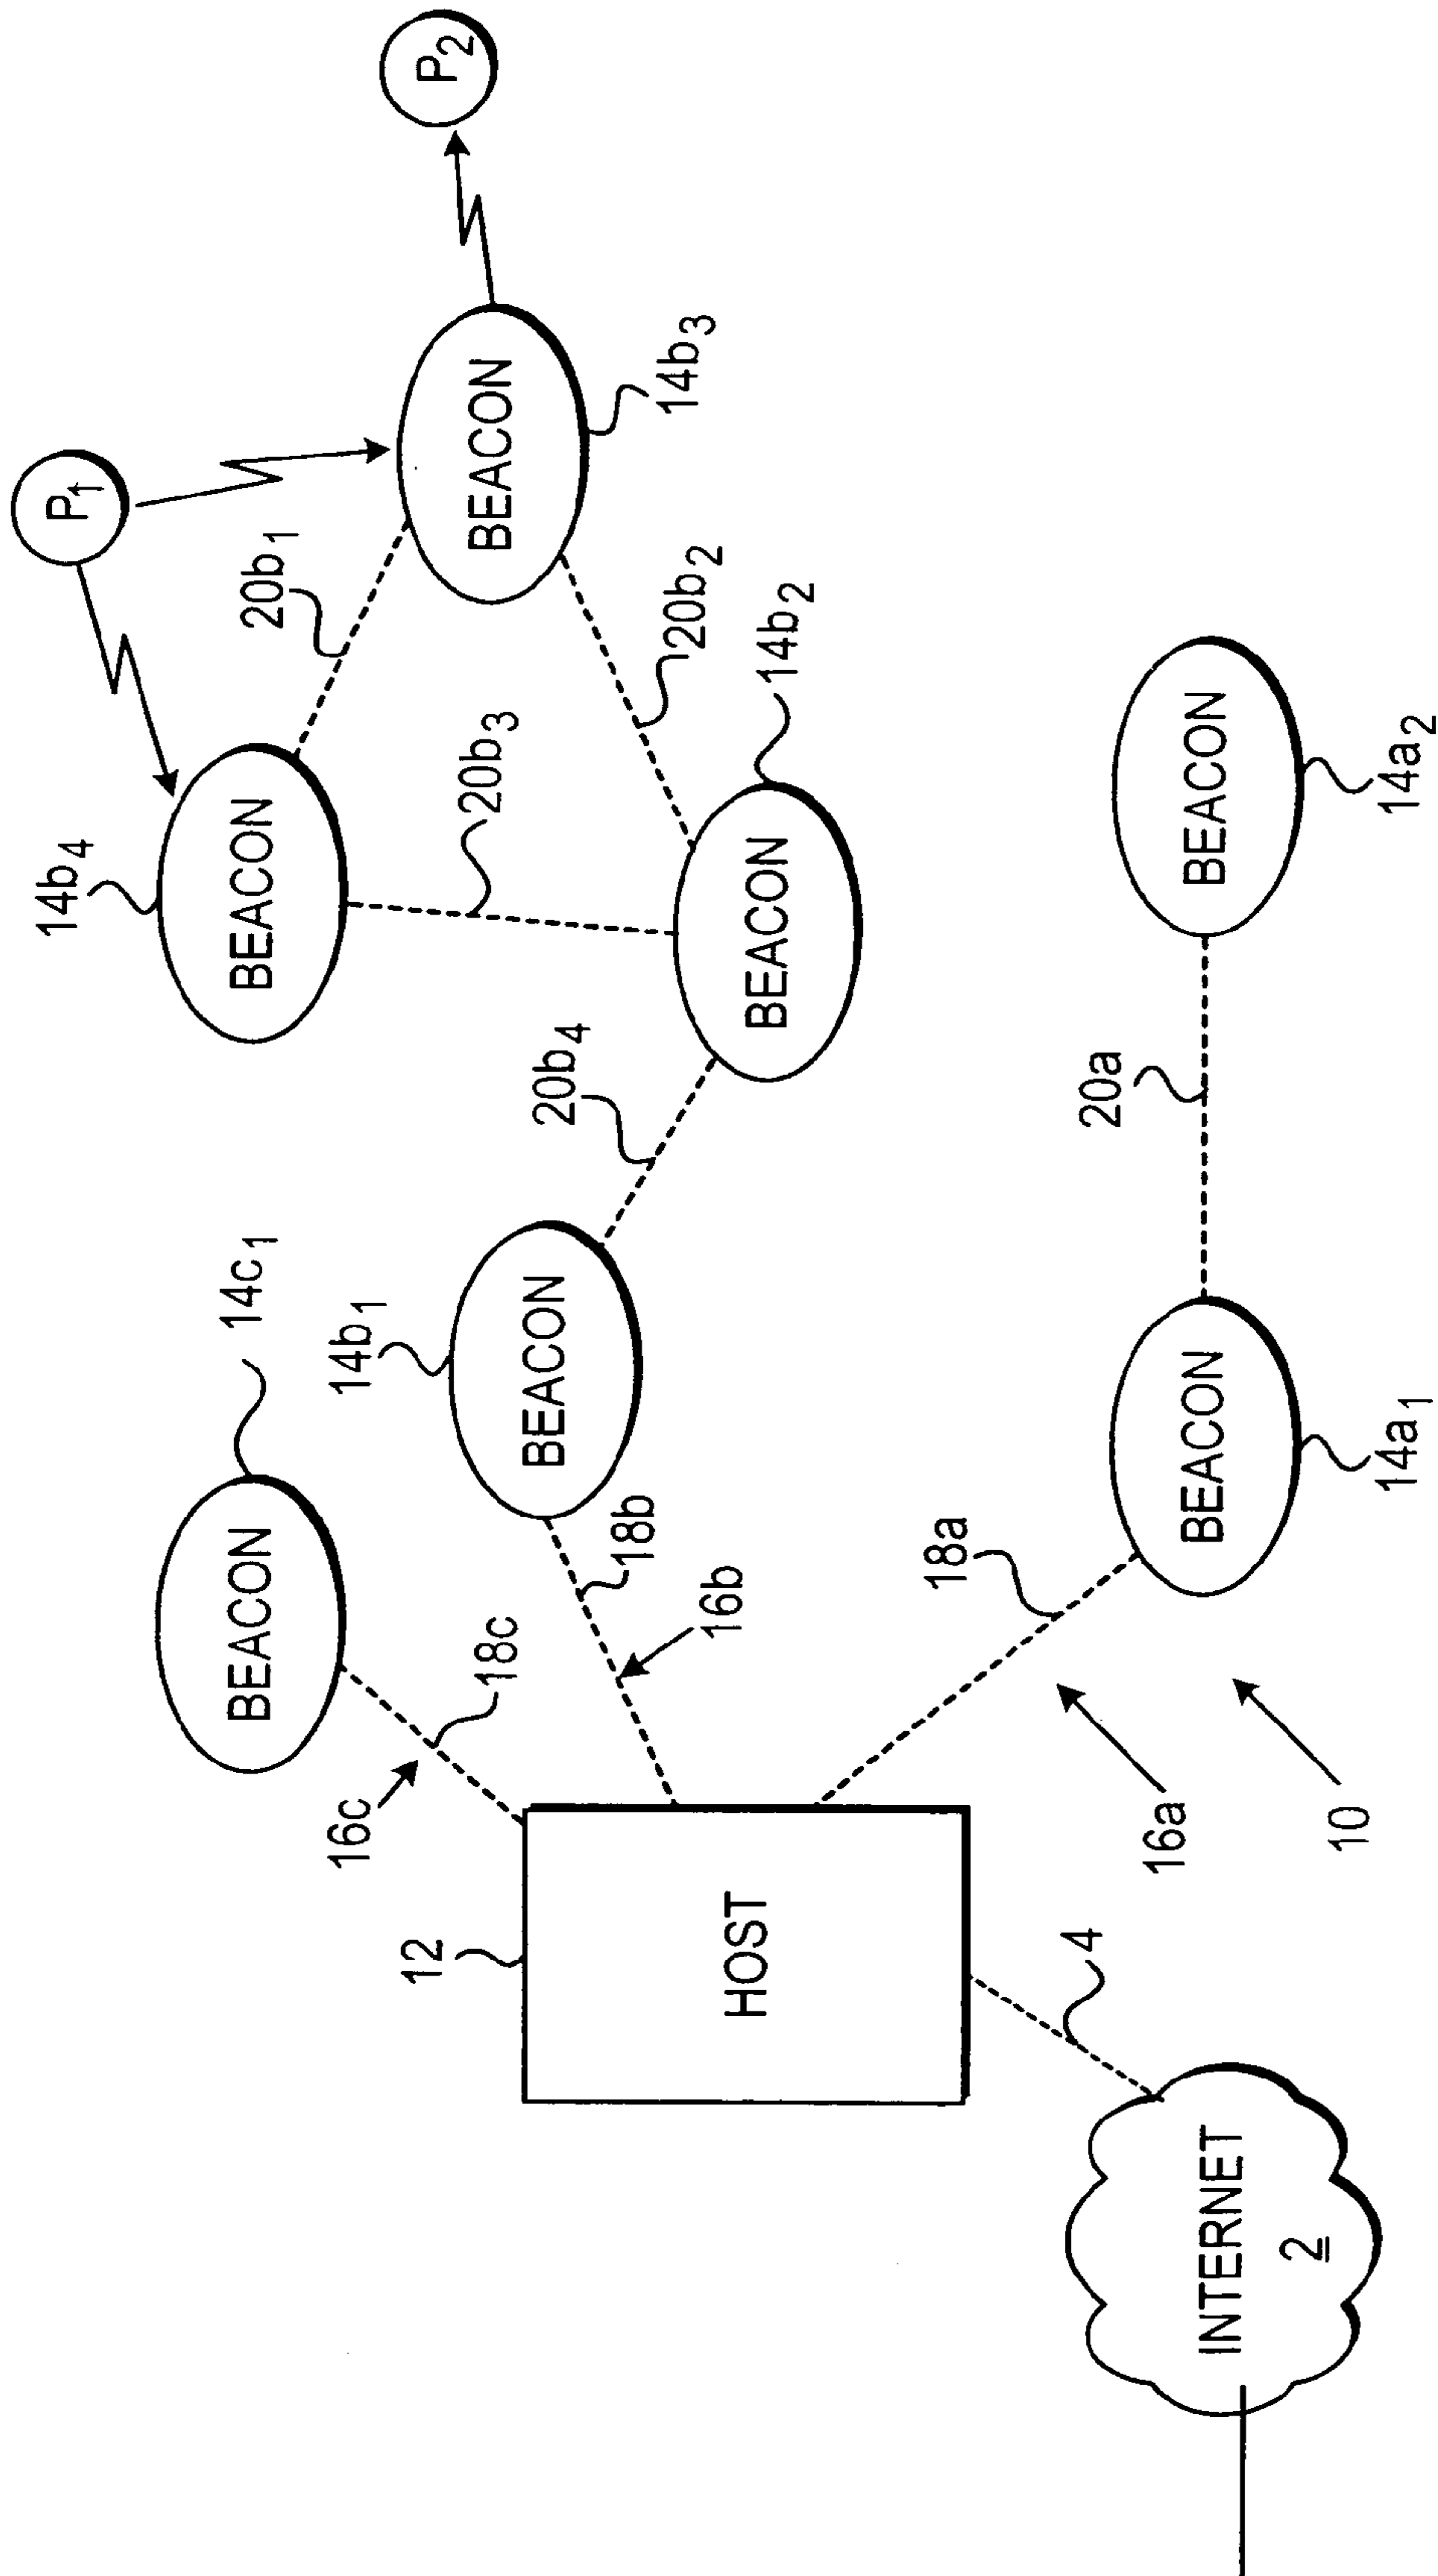 P1
P2
20b1
14b4
BEACON
BEACON
14b3
20b3
20b2
14b2
BEACON
20b4
14c1
14b1
BEACON
BEACON
BEACON
14a2
20a
18c
18b
16c
16b
18a
BEACON
14a1
12
HOST
16a
10
4
INTERNET
2